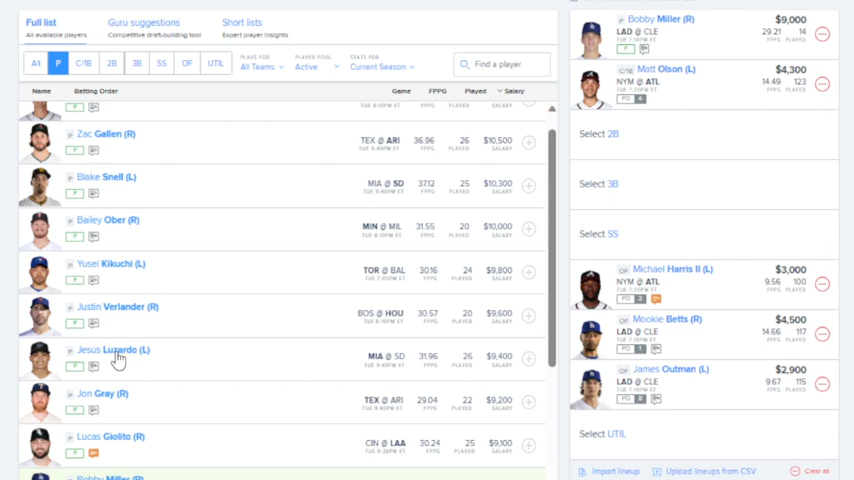 Full list Guru suggestions Short lists
All available players Competitive draft-building tool Expert player insights
PLAYS FOR PLAYER POOL STATS FOR
All P C/1B 2B 3B SS OF UTIL All Teams Active Current Season Find a player
Name Batting Order Game FPPG Played Salary
P
P Zac Gallen (R) TEX @ ARI 36.96 26 $10,500
P TUE 9:40PM ET FPPG PLAYED SALARY
P Blake Snell (L) MIA @ SD 37.12 25 $10,300
P TUE 9:40PM ET FPPG PLAYED SALARY
P Bailey Ober (R) MIN @ MIL 31.55 20 $10,000
P TUE 8:10PM ET FPPG PLAYED SALARY
P Yusei Kikuchi (L) TOR @ BAL 30.16 24 $9,800
P FPPG PLAYED SALARY
P Justin Verlander (R) BOS @ HOU 30.57 20 $9,600
P TUE 8:10PM ET FPPG PLAYED SALARY
P Jesus Luzardo (L) MIA @ SD 31.96 26 $9,400
P TUE 9:40PM ET FPPG PLAYED SALARY
P Jon Gray (R) TEX @ ARI 29.04 22 $9,200
P TUE 9:40PM ET FPPG PLAYED SALARY
P Lucas Giolito (R) CIN @ LAA 30.24 25 $9,100
P TUE 9:38PM ET FPPG PLAYED SALARY
Bobby Miller (R)
P Bobby Miller (R) $9,000
LAD @ CLE 29.21 14
TUE 7:10PM ET FPPG PLAYED
P
C/1B Matt Olson (L) $4,300
NYM @ ATL 14.49 123
TUE 7:20PM ET FPPG PLAYED
PO 4
Select 2B
Select 3B
Select SS
OF Michael Harris II (L) $3,000
NYM @ ATL 9.56 100
TUE 7:20PM ET FPPG PLAYED
PO 2
OF Mookie Betts (R) $4,500
LAD @ CLE 14.66 117
TUE 7:10PM ET FPPG PLAYED
PO 1
OF James Outman (L) $2,900
LAD @ CLE 9.67 115
TUE 7:10PM ET FPPG PLAYED
PO 8
Select UTIL
Import lineup Upload lineups from CSV Clear all